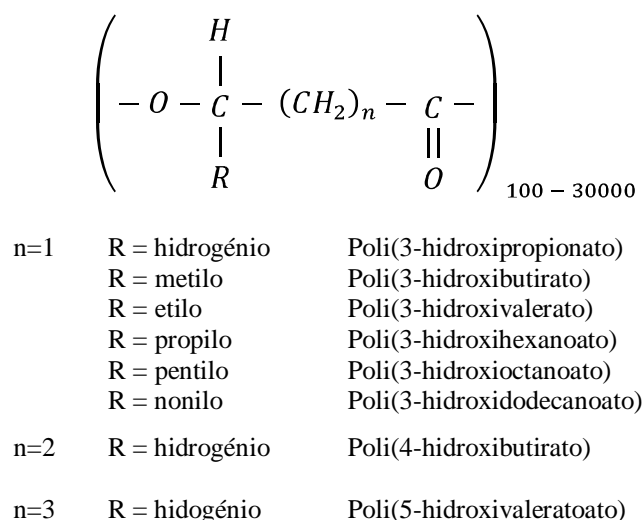 H
− O − C − (CH₂)ₙ − C −
R
O
100 − 30000
n=1 R = hidrogénio Poli(3-hidroxipropionato)
R = metilo Poli(3-hidroxibutirato)
R = etilo Poli(3-hidroxivalerato)
R = propilo Poli(3-hidroxihexanoato)
R = pentilo Poli(3-hidroxioctanoato)
R = nonilo Poli(3-hidroxidodecanoato)
n=2 R = hidrogénio Poli(4-hidroxibutirato)
n=3 R = hidogénio Poli(5-hidroxivaleratoato)